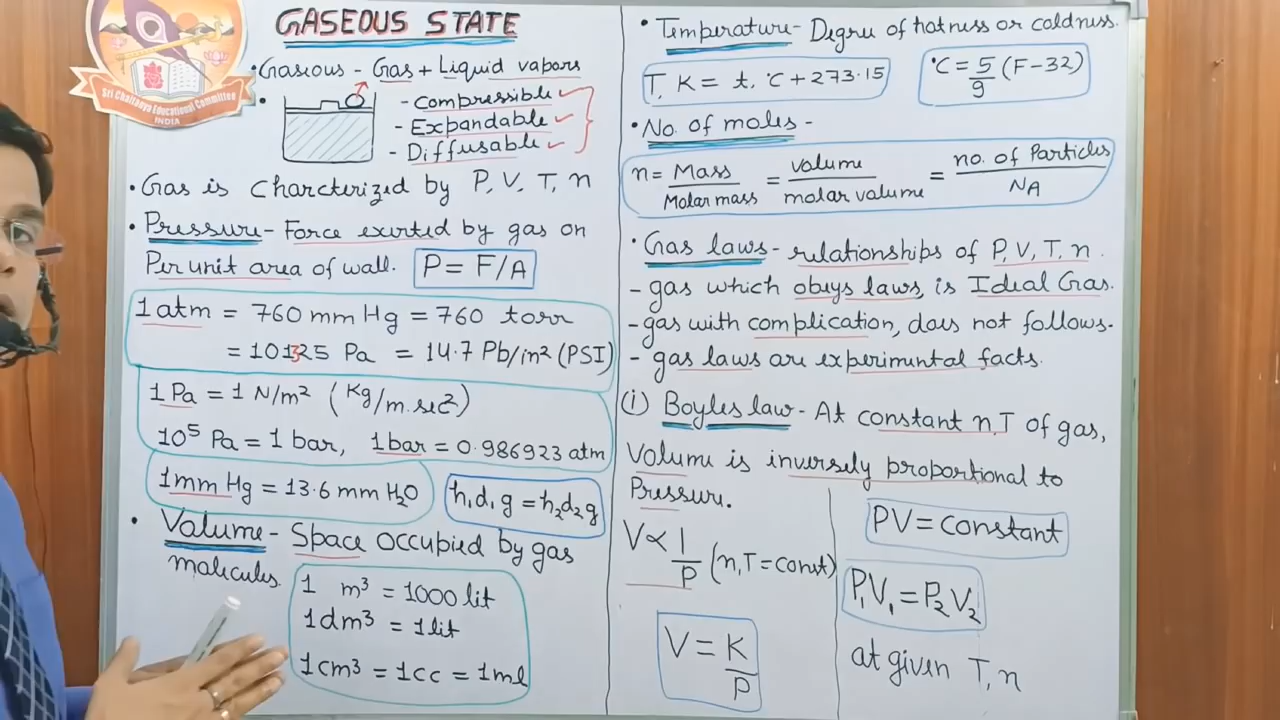 Sri Chaitanya Educational Committee
INDIA
GASEOUS STATE
• Gaseous - Gas + Liquid vapors
• - Compressible
- Expandable
- Diffusable
• Gas is charcterized by P, V, T, n
• Pressure - Force exerted by gas on
Per unit area of wall. P = F/A
1 atm = 760 mm Hg = 760 torr
= 101325 Pa = 14.7 Pb/in² (PSI)
1 Pa = 1 N/m² (Kg/m.sec²)
10⁵ Pa = 1 bar, 1 bar = 0.986923 atm
1 mm Hg = 13.6 mm H₂O
h₁d₁g = h₂d₂g
• Volume - Space occupied by gas
molecules.
1 m³ = 1000 lit
1 dm³ = 1 lit
1 cm³ = 1 cc = 1 ml
• Temperature - Degree of hotness or coldness.
T, K = t, °C + 273.15
°C = 5/9 (F - 32)
• No. of moles -
n = Mass/Molar mass = volume/molar volume = no. of Particles/NA
• Gas laws - relationships of P, V, T, n.
- gas which obeys laws, is Ideal Gas.
- gas with complication, does not follows.
- gas laws are experimental facts.
(i) Boyles law - At constant n,T of gas,
Volume is inversely proportional to
Pressure.
V ∝ 1/P (n,T = const)
V = K/P
PV = constant
P₁V₁ = P₂V₂
at given T, n